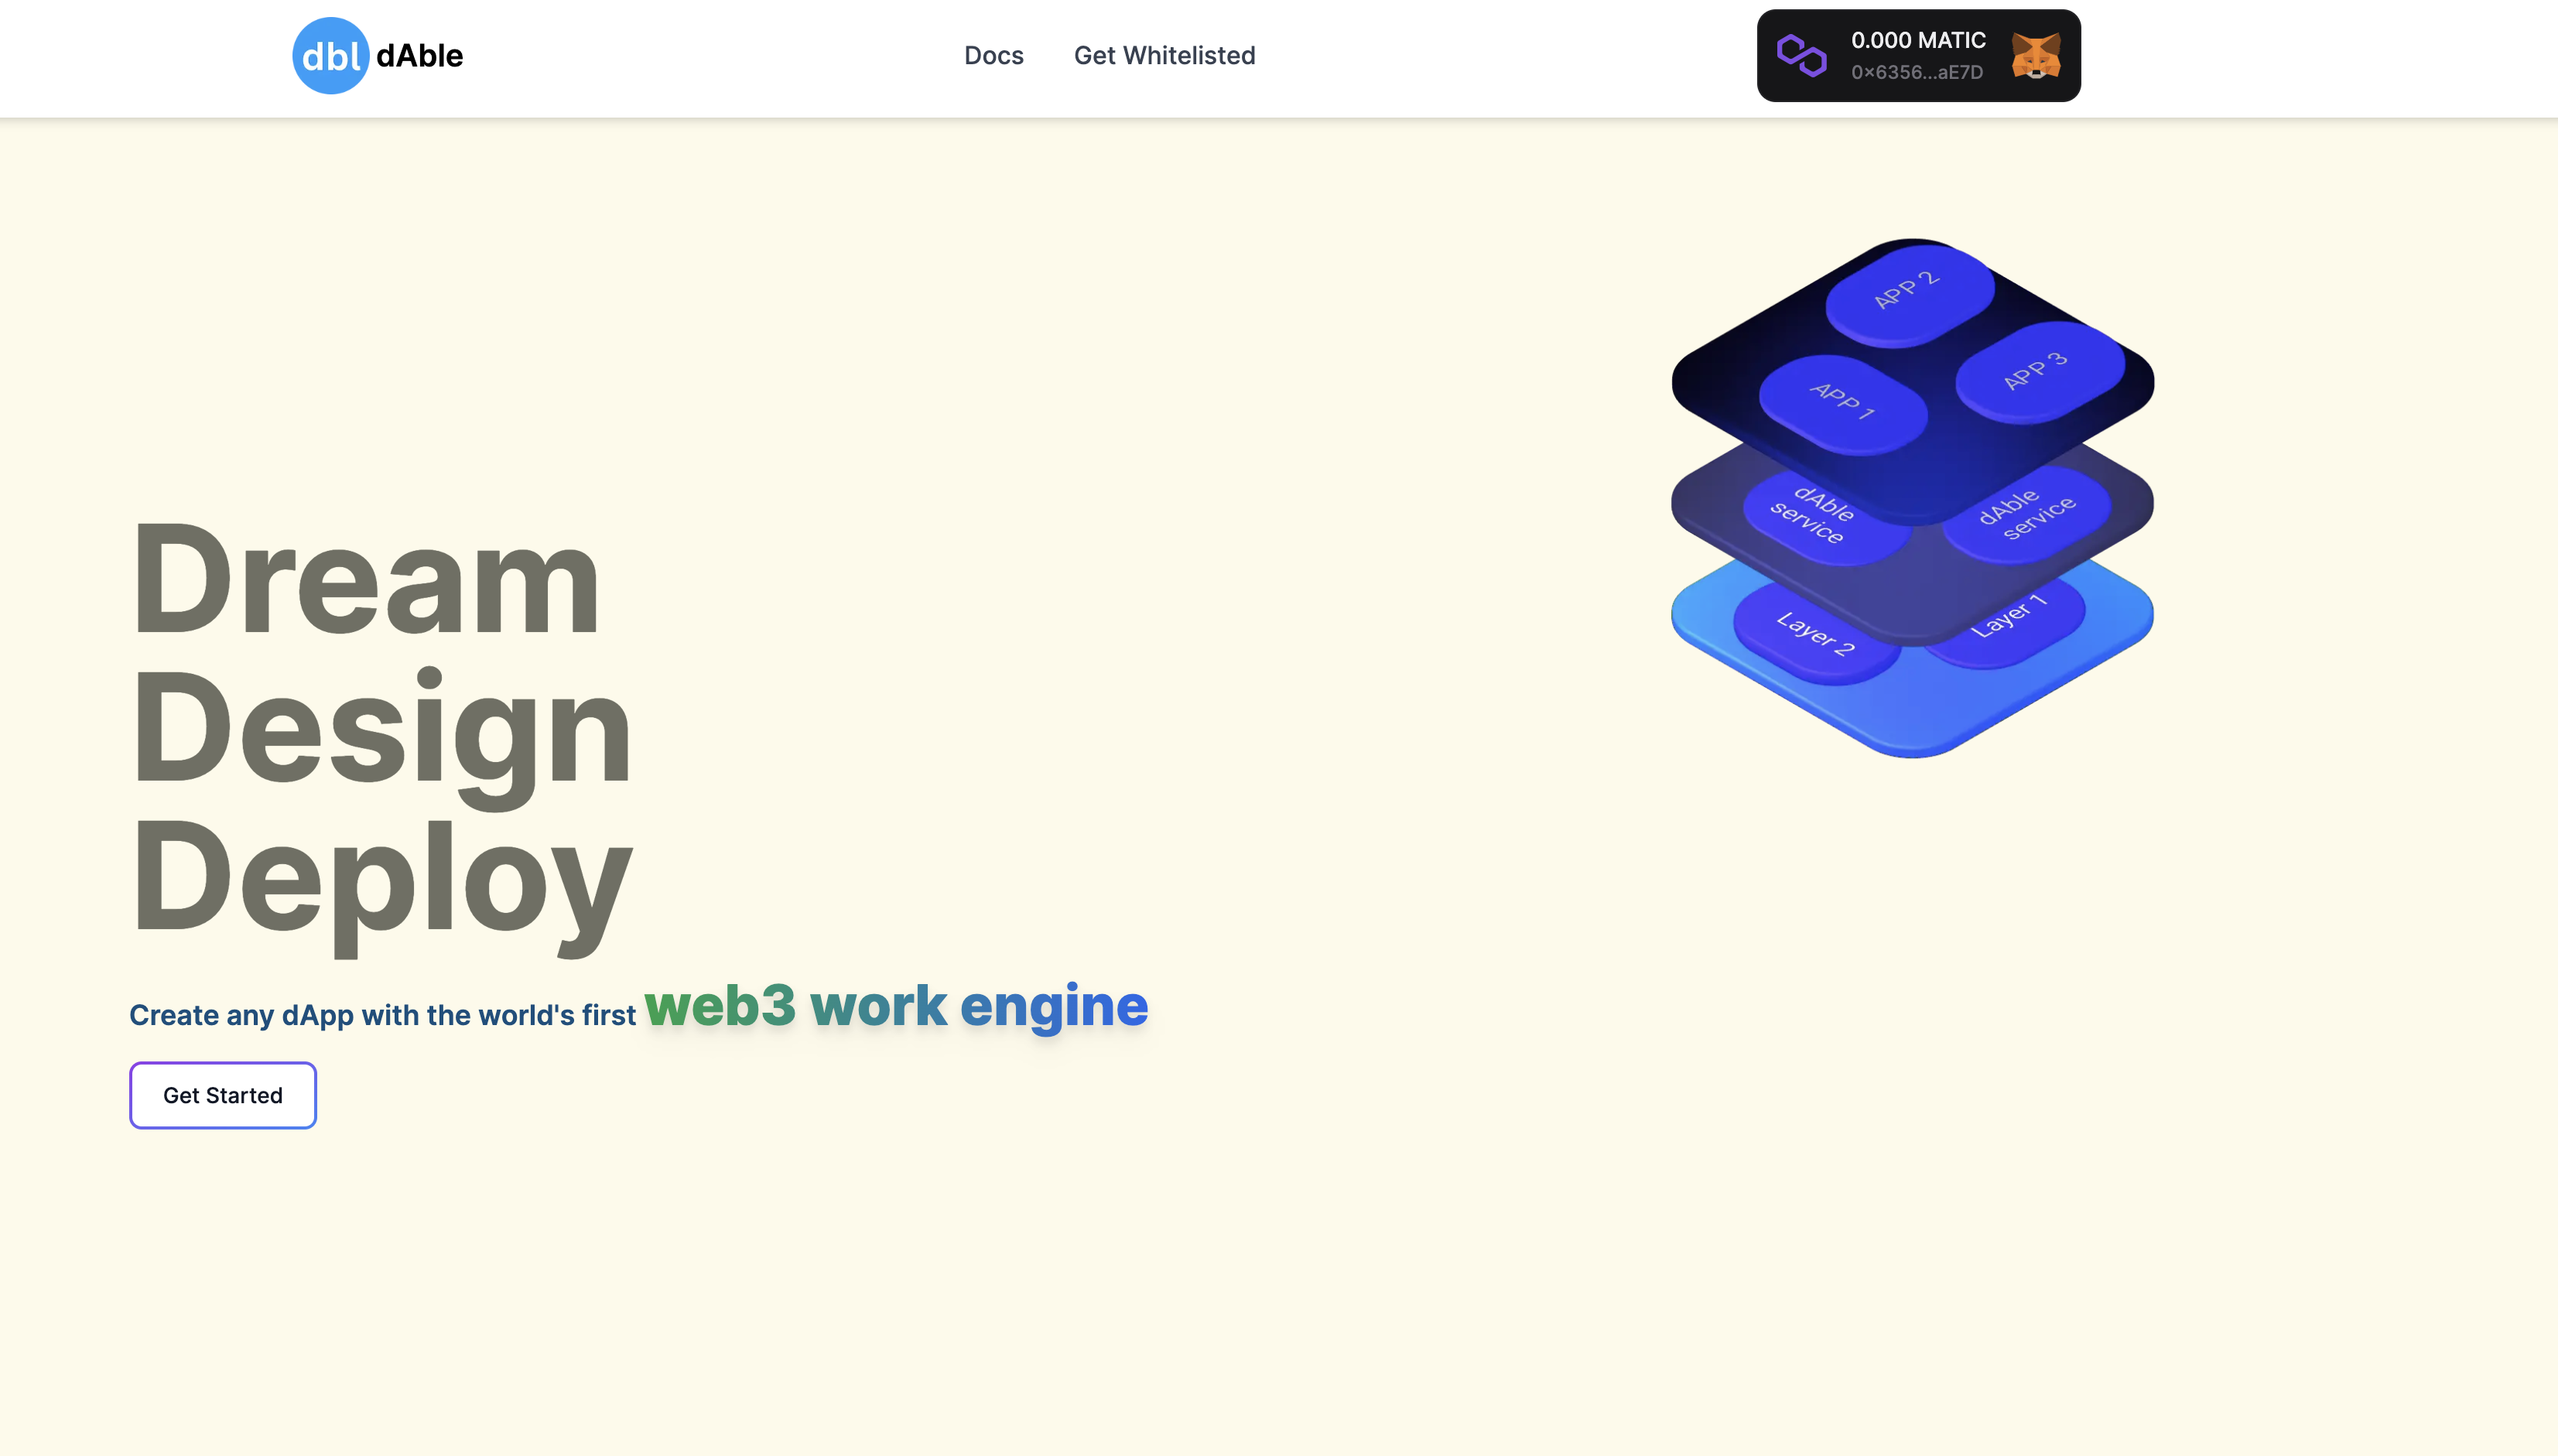 dbl dAble
Docs
Get Whitelisted
0.000 MATIC
0x6356...aE7D
APP 2
APP 3
APP 1
dAble
service
dAble
service
Layer 2
Layer 1
Dream
Design
Deploy
Create any dApp with the world's first web3 work engine
Get Started